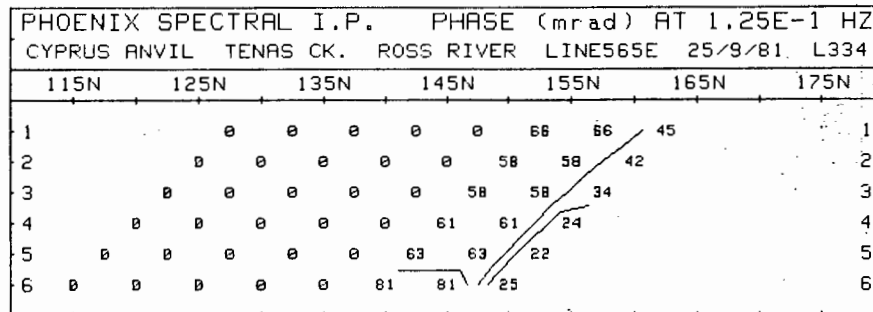 PHOENIX SPECTRAL I.P. PHASE (mrad) AT 1.25E-1 HZ
CYPRUS ANVIL TENAS CK. ROSS RIVER LINE565E 25/9/81 L334
115N 125N 135N 145N 155N 165N 175N
1 0 0 0 0 0 66 66 45 1
2 0 0 0 0 0 58 58 42 2
3 0 0 0 0 0 58 58 34 3
4 0 0 0 0 0 61 61 24 4
5 0 0 0 0 0 63 63 22 5
6 0 0 0 0 0 81 81 25 6